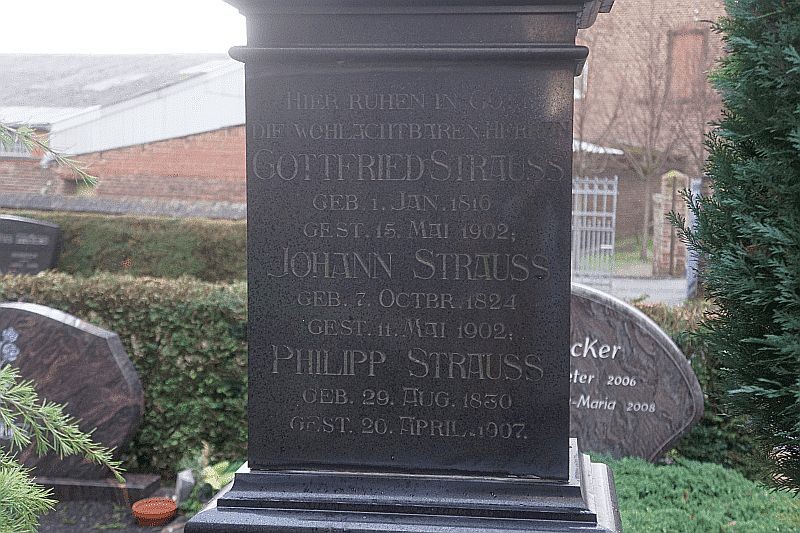 HIER RUHEN IN GOTT
DIE WOHLACHTBAREN HERREN
GOTTFRIED STRAUSS
GEB. 1. JAN. 1816
GEST. 15. MAI 1902;
JOHANN STRAUSS
GEB. 7. OCTBR. 1824
GEST. 11. MAI 1902;
PHILIPP STRAUSS
GEB. 29. AUG. 1830
GEST. 20. APRIL 1907.
cker
eter 2006
-Maria 2008